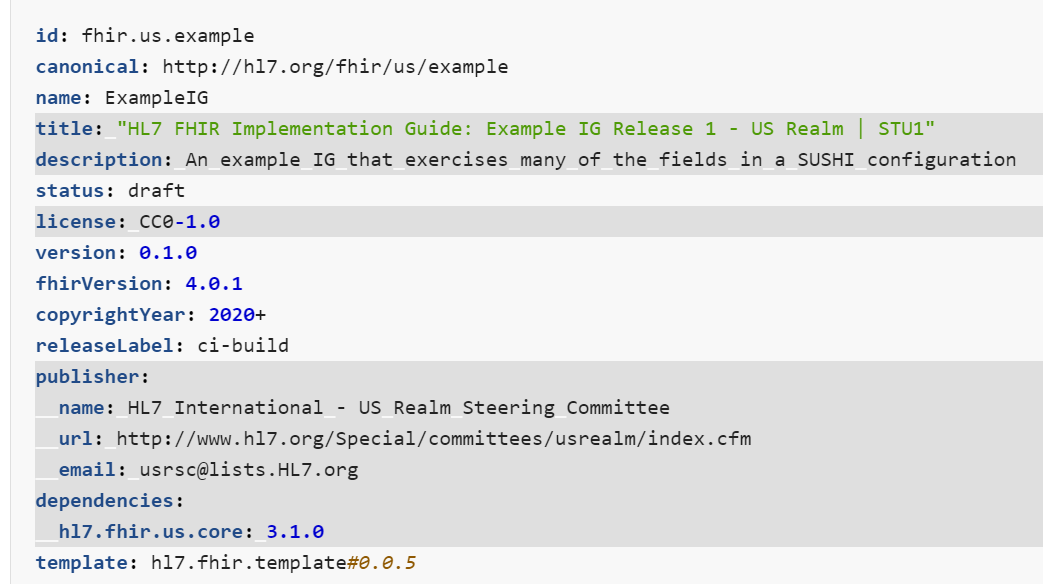 id: fhir.us.example
canonical: http://hl7.org/fhir/us/example
name: ExampleIG
title: "HL7 FHIR Implementation Guide: Example IG Release 1 - US Realm | STU1"
description: An example IG that exercises many of the fields in a SUSHI configuration
status: draft
license: CC0-1.0
version: 0.1.0
fhirVersion: 4.0.1
copyrightYear: 2020+
releaseLabel: ci-build
publisher:
  name: HL7 International - US Realm Steering Committee
  url: http://www.hl7.org/Special/committees/usrealm/index.cfm
  email: usrsc@lists.HL7.org
dependencies:
  hl7.fhir.us.core: 3.1.0
template: hl7.fhir.template#0.0.5